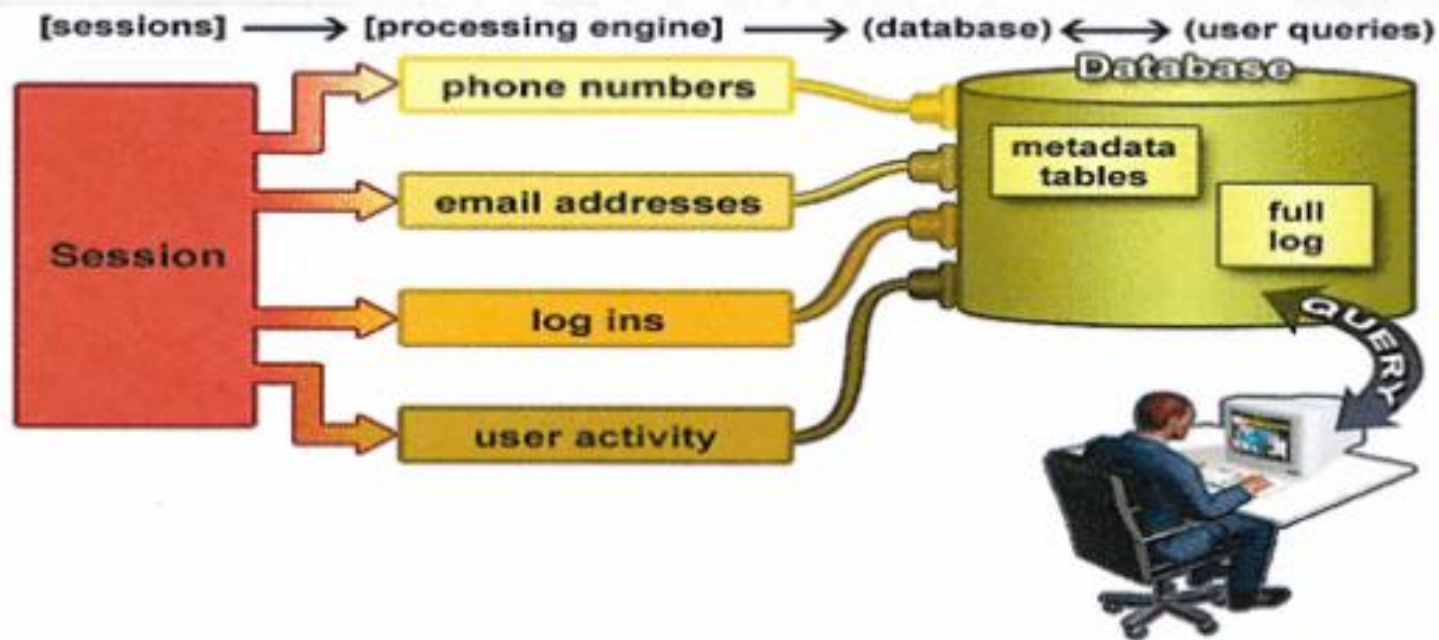 [sessions] → [processing engine] → (database) ↔ (user queries)
Database
phone numbers
metadata
tables
email addresses
full
log
Session
log ins
QUERY
user activity